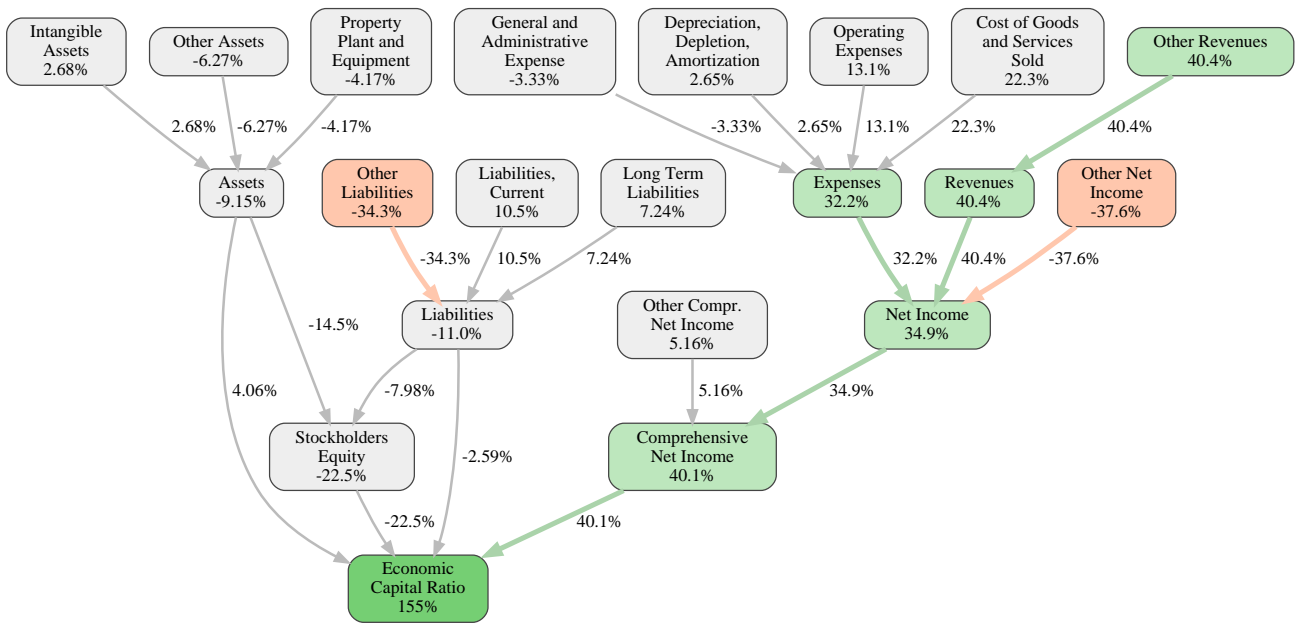 Intangible
Assets
2.68%
Other Assets
-6.27%
Property
Plant and
Equipment
-4.17%
General and
Administrative
Expense
-3.33%
Depreciation,
Depletion,
Amortization
2.65%
Operating
Expenses
13.1%
Cost of Goods
and Services
Sold
22.3%
Other Revenues
40.4%
2.68%
-6.27%
-4.17%
-3.33%
2.65%
13.1%
22.3%
40.4%
Assets
-9.15%
Other
Liabilities
-34.3%
Liabilities,
Current
10.5%
Long Term
Liabilities
7.24%
Expenses
32.2%
Revenues
40.4%
Other Net
Income
-37.6%
-34.3%
10.5%
7.24%
32.2%
40.4%
-37.6%
-14.5%
Liabilities
-11.0%
Other Compr.
Net Income
5.16%
Net Income
34.9%
4.06%
-7.98%
5.16%
34.9%
Stockholders
Equity
-22.5%
-2.59%
Comprehensive
Net Income
40.1%
-22.5%
40.1%
Economic
Capital Ratio
155%